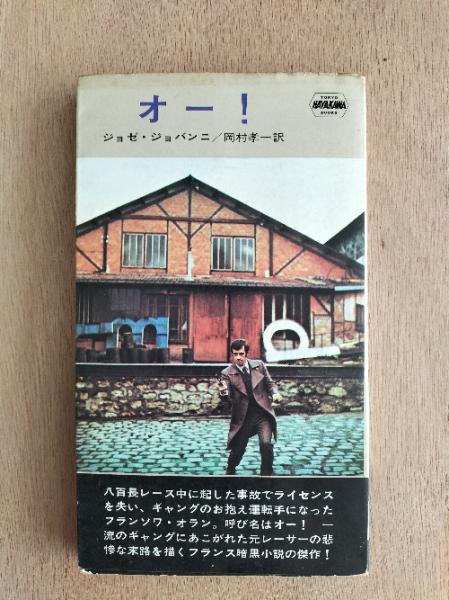 オー!
TOKYO
HAYAKAWA
BOOKS
ジョゼ・ジョバンニ/岡村孝一訳
八百長レース中に起した事故でライセンス
を失い、ギャングのお抱え運転手になった
フランソワ・オラン。呼び名はオー! 一
流のギャングにあこがれた元レーサーの悲
惨な末路を描くフランス暗黒小説の傑作!